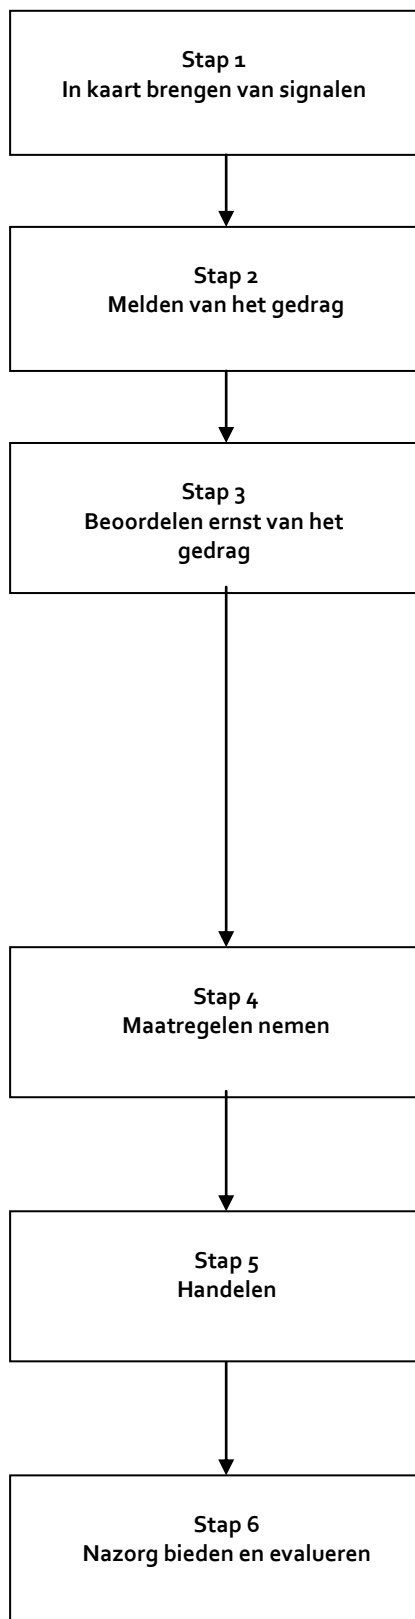 Stap 1
In kaart brengen van signalen
Stap 2
Melden van het gedrag
Stap 3
Beoordelen ernst van het
gedrag
Stap 4
Maatregelen nemen
Stap 5
Handelen
Stap 6
Nazorg bieden en evalueren